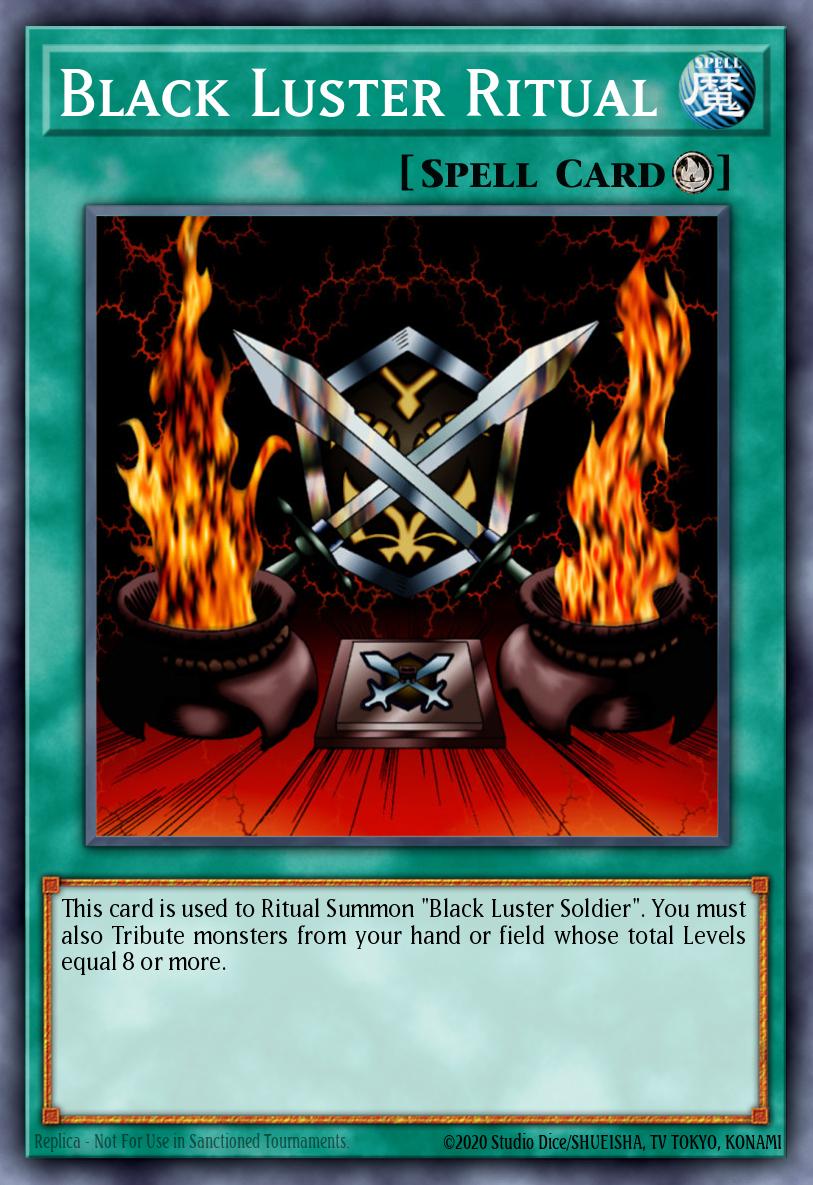 Black Luster Ritual
SPELL
魔
[Spell Card]
This card is used to Ritual Summon "Black Luster Soldier". You must
also Tribute monsters from your hand or field whose total Levels
equal 8 or more.
Replica - Not For Use in Sanctioned Tournaments.
©2020 Studio Dice/SHUEISHA, TV TOKYO, KONAMI